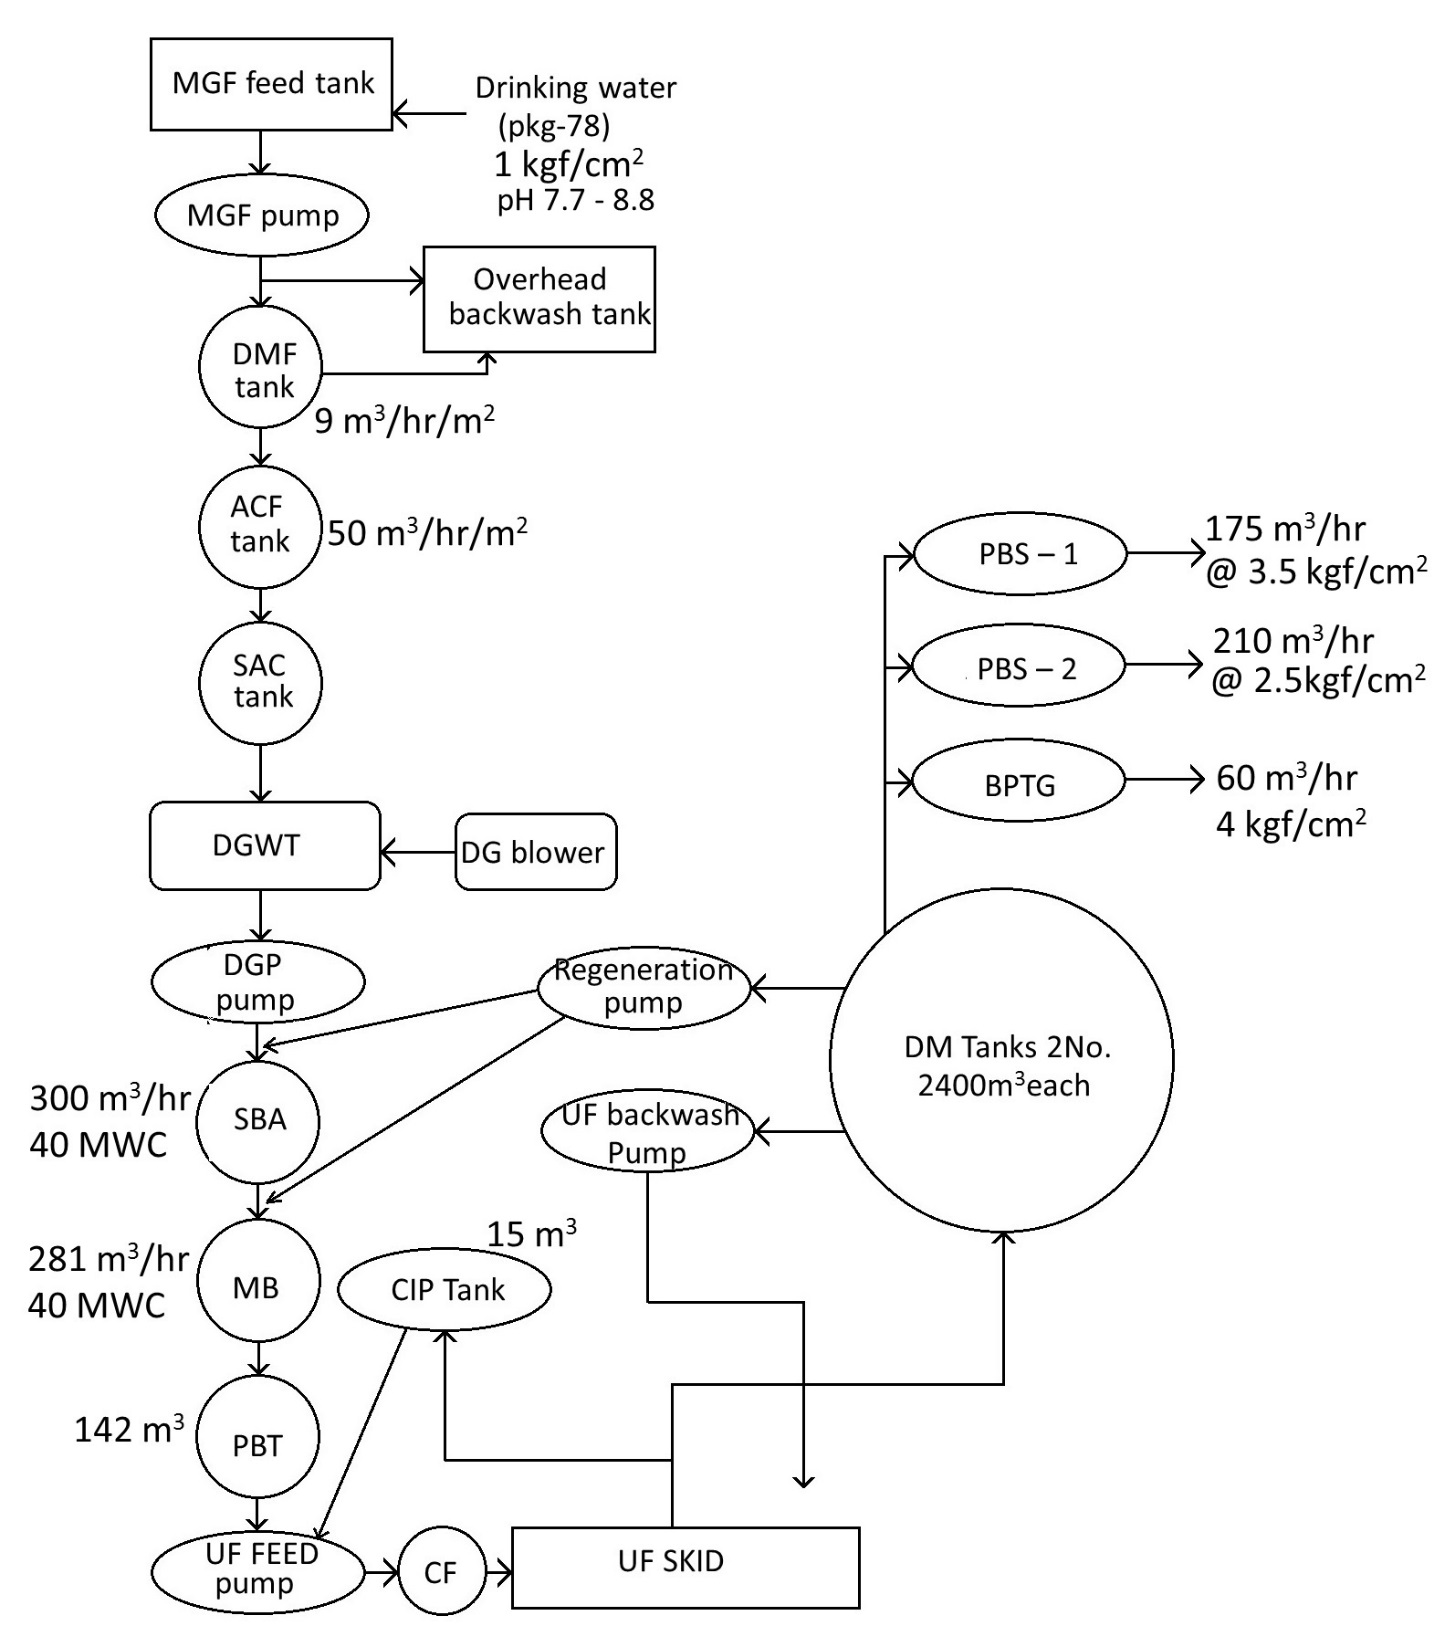 MGF feed tank
Drinking water
(pkg-78)
1 kgf/cm²
pH 7.7 - 8.8
MGF pump
Overhead
backwash tank
DMF
tank
9 m³/hr/m²
ACF
tank
50 m³/hr/m²
SAC
tank
DGWT
DG blower
DGP
pump
SBA
300 m³/hr
40 MWC
MB
281 m³/hr
40 MWC
PBT
142 m³
UF FEED
pump
CF
UF SKID
15 m³
CIP Tank
Regeneration
pump
UF backwash
Pump
DM Tanks 2No.
2400m³each
PBS – 1
175 m³/hr
@ 3.5 kgf/cm²
PBS – 2
210 m³/hr
@ 2.5kgf/cm²
BPTG
60 m³/hr
4 kgf/cm²